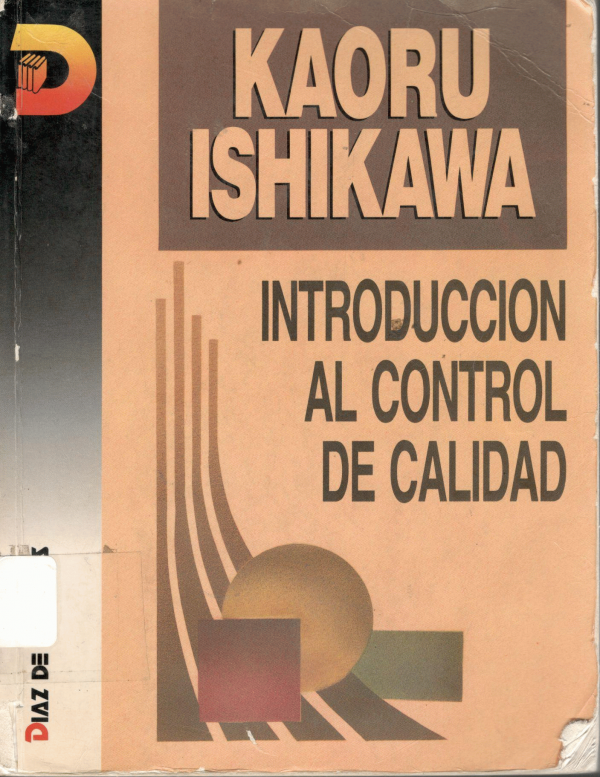 KAORU
ISHIKAWA
INTRODUCCION
AL CONTROL
DE CALIDAD
DIAZ DE